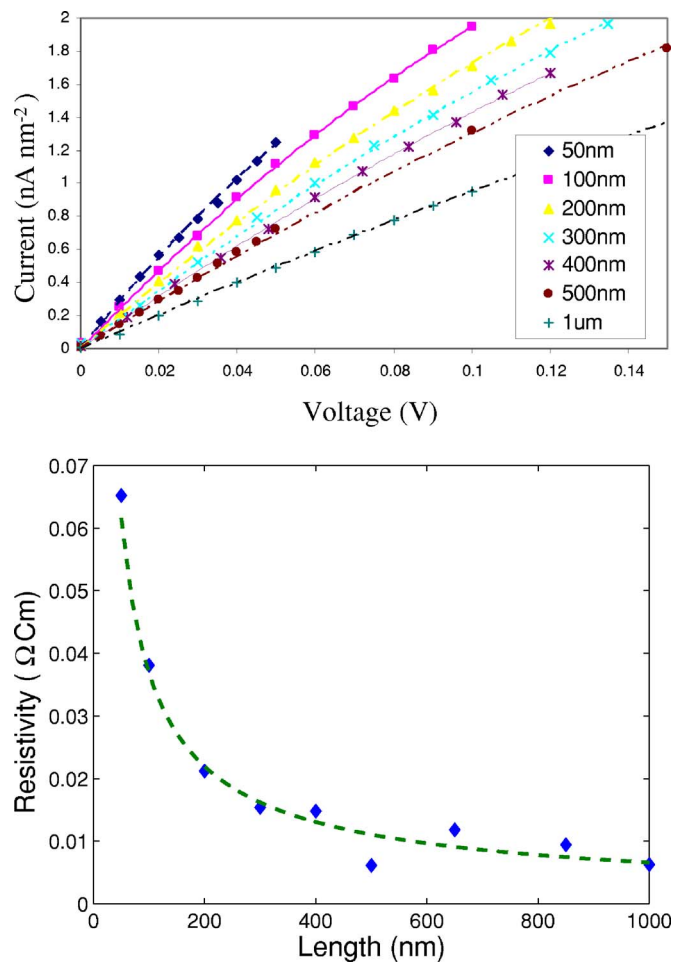 2
1.8
1.6
1.4
1.2
1
0.8
0.6
0.4
0.2
0
Current (nA nm⁻²)
50nm
100nm
200nm
300nm
400nm
500nm
1um
0 0.02 0.04 0.06 0.08 0.1 0.12 0.14
Voltage (V)
0.07
0.06
0.05
0.04
0.03
0.02
0.01
0
Resistivity ( Ω Cm)
0 200 400 600 800 1000
Length (nm)